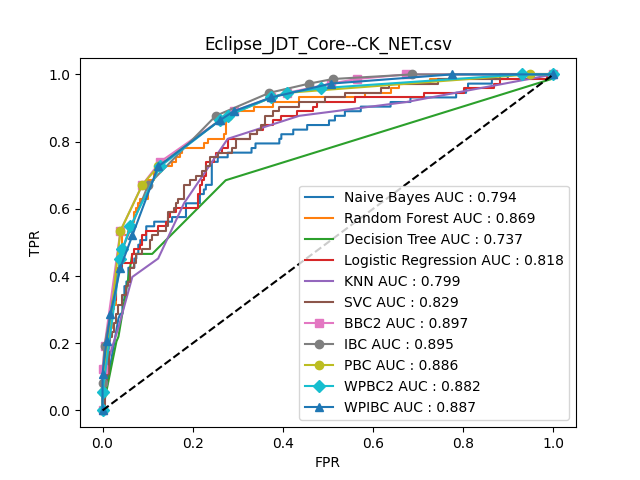 Eclipse_JDT_Core--CK_NET.csv
TPR
1.0
0.8
0.6
0.4
0.2
0.0
Naive Bayes AUC : 0.794
Random Forest AUC : 0.869
Decision Tree AUC : 0.737
Logistic Regression AUC : 0.818
KNN AUC : 0.799
SVC AUC : 0.829
BBC2 AUC : 0.897
IBC AUC : 0.895
PBC AUC : 0.886
WPBC2 AUC : 0.882
WPIBC AUC : 0.887
0.0 0.2 0.4 0.6 0.8 1.0
FPR